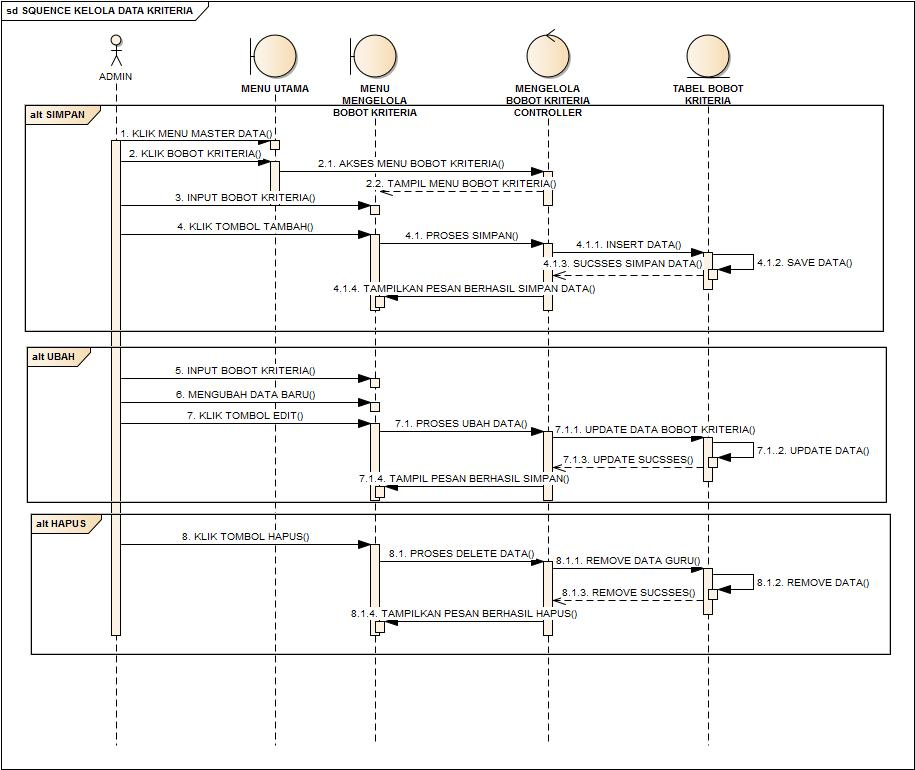 sd SQUENCE KELOLA DATA KRITERIA
ADMIN
MENU UTAMA
MENU
MENGELOLA
BOBOT KRITERIA
MENGELOLA
BOBOT KRITERIA
CONTROLLER
TABEL BOBOT
KRITERIA
alt SIMPAN
1. KLIK MENU MASTER DATA()
2. KLIK BOBOT KRITERIA()
2.1. AKSES MENU BOBOT KRITERIA()
2.2. TAMPIL MENU BOBOT KRITERIA()
3. INPUT BOBOT KRITERIA()
4. KLIK TOMBOL TAMBAH()
4.1. PROSES SIMPAN()
4.1.1. INSERT DATA()
4.1.2. SAVE DATA()
4.1.3. SUCSSES SIMPAN DATA()
4.1.4. TAMPILKAN PESAN BERHASIL SIMPAN DATA()
alt UBAH
5. INPUT BOBOT KRITERIA()
6. MENGUBAH DATA BARU()
7. KLIK TOMBOL EDIT()
7.1. PROSES UBAH DATA()
7.1.1. UPDATE DATA BOBOT KRITERIA()
7.1..2. UPDATE DATA()
7.1.3. UPDATE SUCSSES()
7.1.4. TAMPIL PESAN BERHASIL SIMPAN()
alt HAPUS
8. KLIK TOMBOL HAPUS()
8.1. PROSES DELETE DATA()
8.1.1. REMOVE DATA GURU()
8.1.2. REMOVE DATA()
8.1.3. REMOVE SUCSSES()
8.1.4. TAMPILKAN PESAN BERHASIL HAPUS()